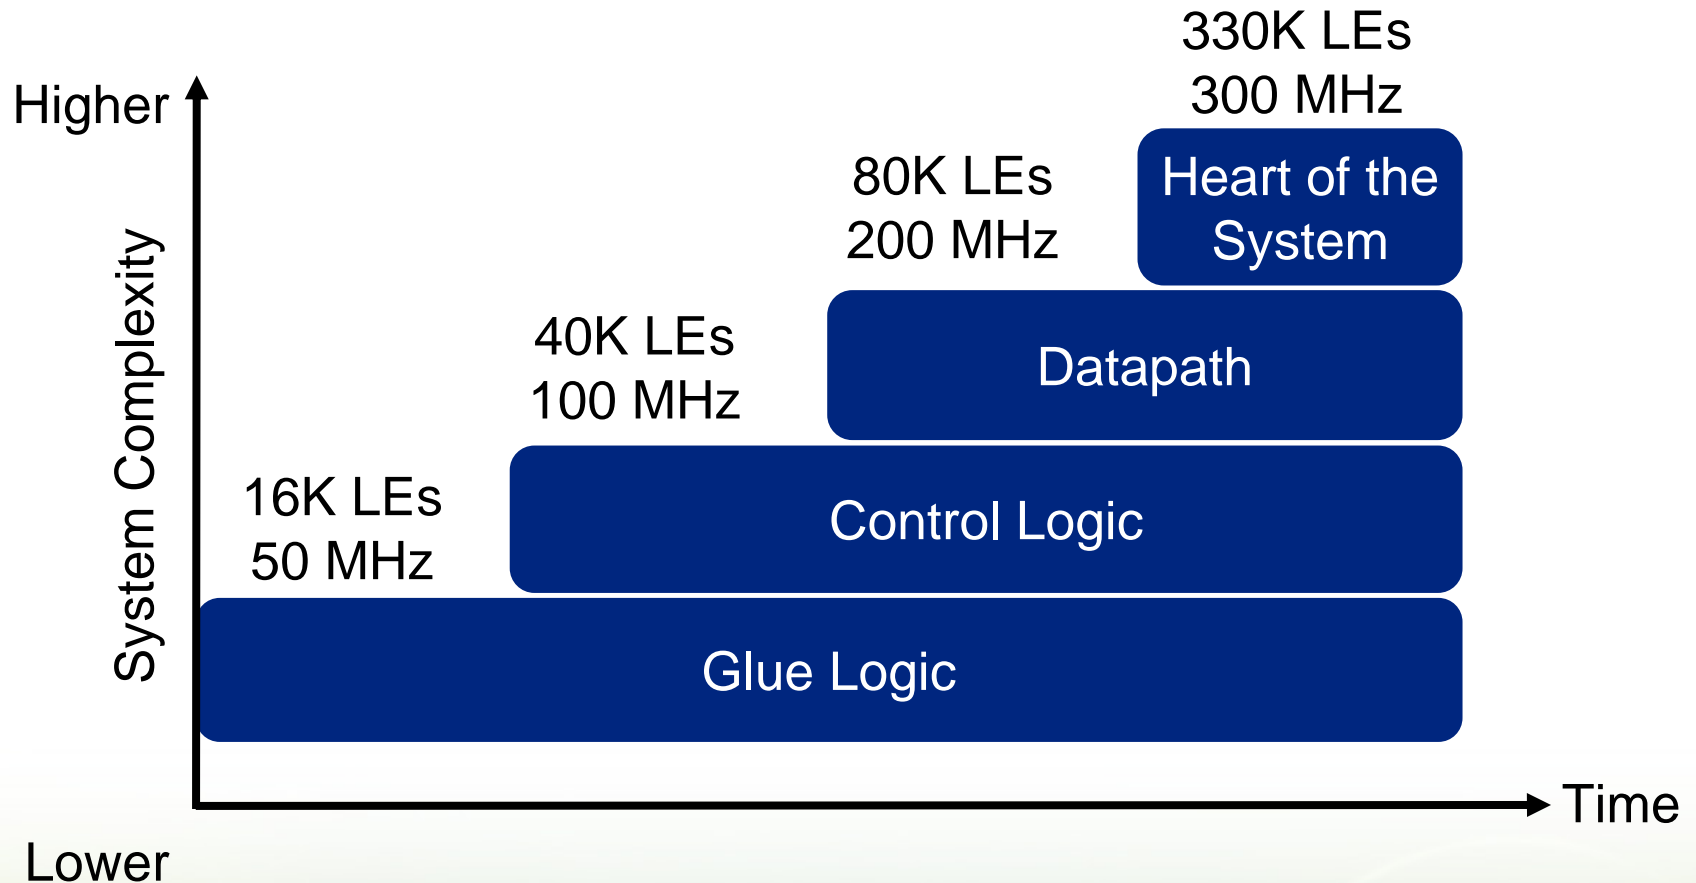 330K LEs
300 MHz
Higher
Heart of the
System
80K LEs
200 MHz
Datapath
40K LEs
100 MHz
System Complexity
Control Logic
16K LEs
50 MHz
Glue Logic
Time
Lower